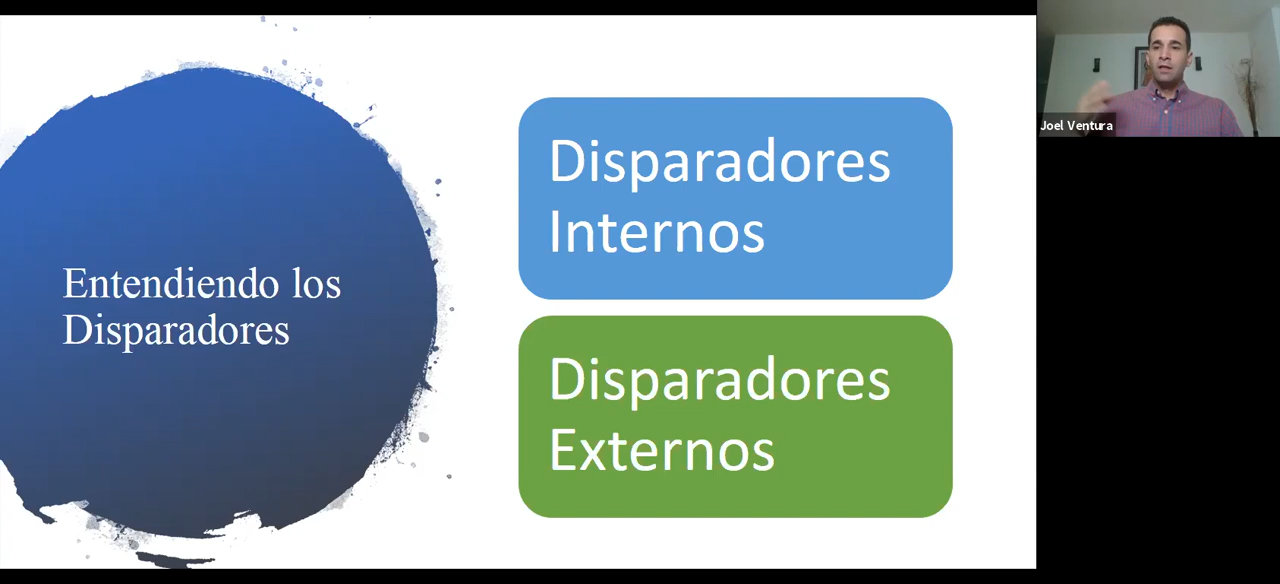 Entendiendo los
Disparadores
Disparadores
Internos
Disparadores
Externos
Joel Ventura